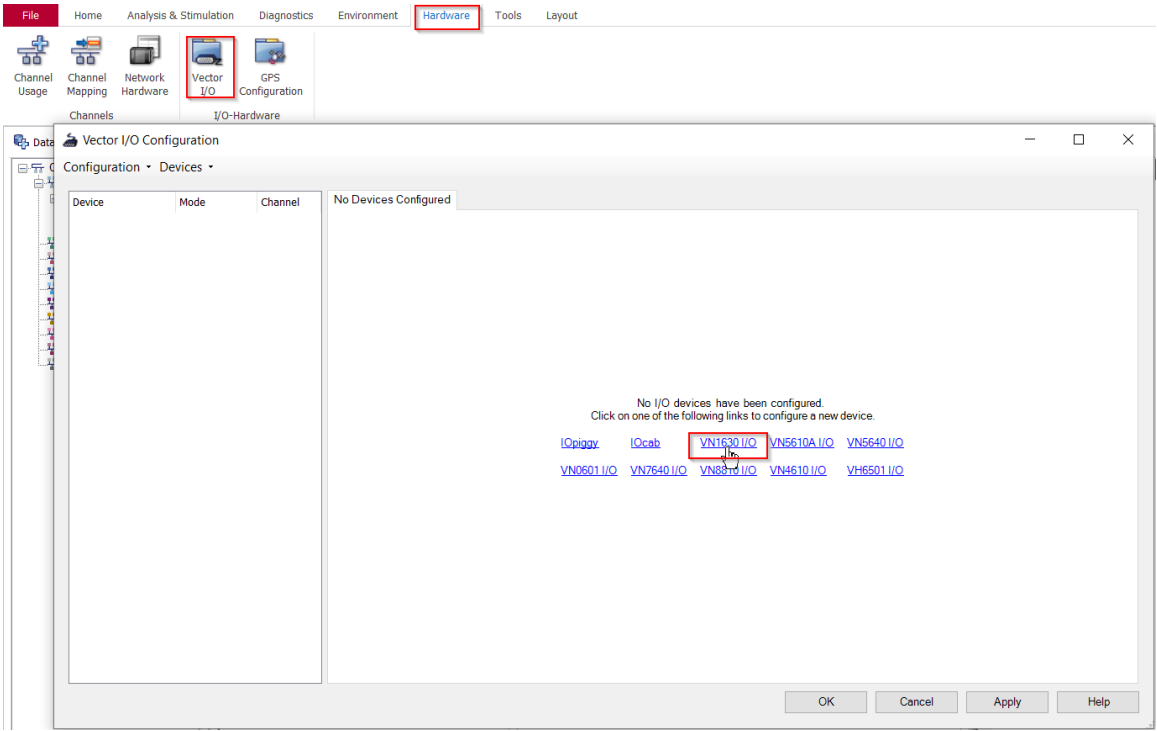 File Home Analysis & Stimulation Diagnostics Environment Hardware Tools Layout
Channel Usage
Channel Mapping
Network Hardware
Vector I/O
GPS Configuration
Channels
I/O-Hardware
Data
Vector I/O Configuration
Configuration Devices
Device Mode Channel
No Devices Configured
No I/O devices have been configured.
Click on one of the following links to configure a new device.
IOpiggy IOcab VN1630 I/O VN5610A I/O VN5640 I/O
VN0601 I/O VN7640 I/O VN8810 I/O VN4610 I/O VH6501 I/O
OK Cancel Apply Help